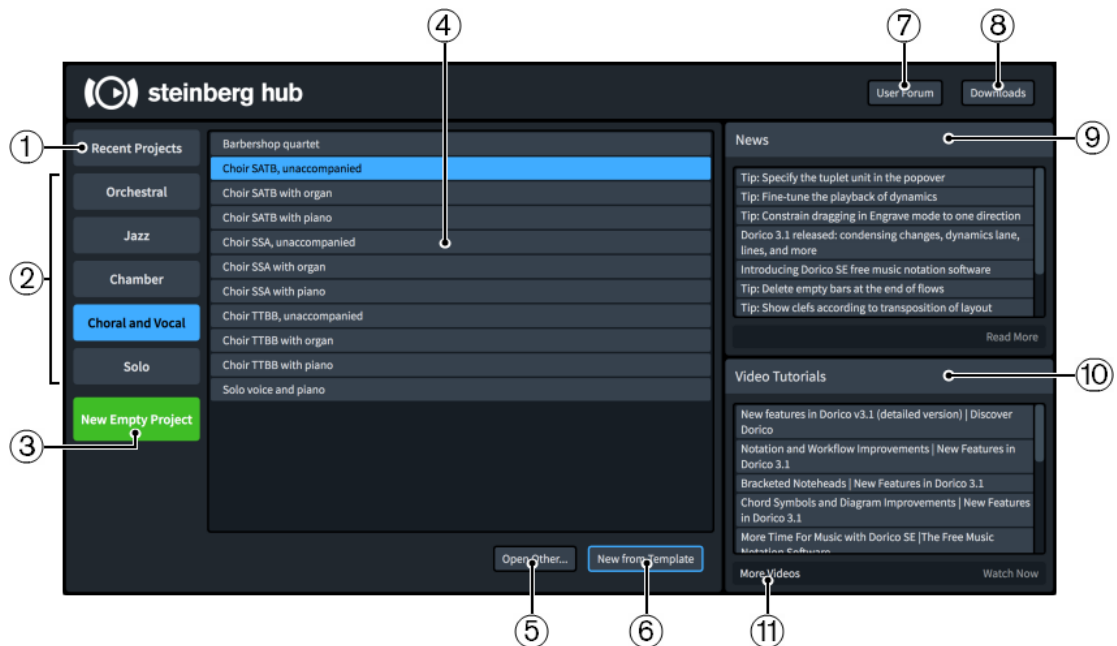 ④
⑦
⑧
steinberg hub
User Forum
Downloads
①
Recent Projects
②
Orchestral
Jazz
Chamber
Choral and Vocal
Solo
New Empty Project
③
Barbershop quartet
Choir SATB, unaccompanied
Choir SATB with organ
Choir SATB with piano
Choir SSA, unaccompanied
Choir SSA with organ
Choir SSA with piano
Choir TTBB, unaccompanied
Choir TTBB with organ
Choir TTBB with piano
Solo voice and piano
Open Other...
New from Template
⑤
⑥
News
⑨
Tip: Specify the tuplet unit in the popover
Tip: Fine-tune the playback of dynamics
Tip: Constrain dragging in Engrave mode to one direction
Dorico 3.1 released: condensing changes, dynamics lane,
lines, and more
Introducing Dorico SE free music notation software
Tip: Delete empty bars at the end of flows
Tip: Show clefs according to transposition of layout
Read More
Video Tutorials
⑩
New features in Dorico v3.1 (detailed version) | Discover
Dorico
Notation and Workflow Improvements | New Features in
Dorico 3.1
Bracketed Noteheads | New Features in Dorico 3.1
Chord Symbols and Diagram Improvements | New Features
in Dorico 3.1
More Time For Music with Dorico SE |The Free Music
Notation Software
More Videos
Watch Now
⑪